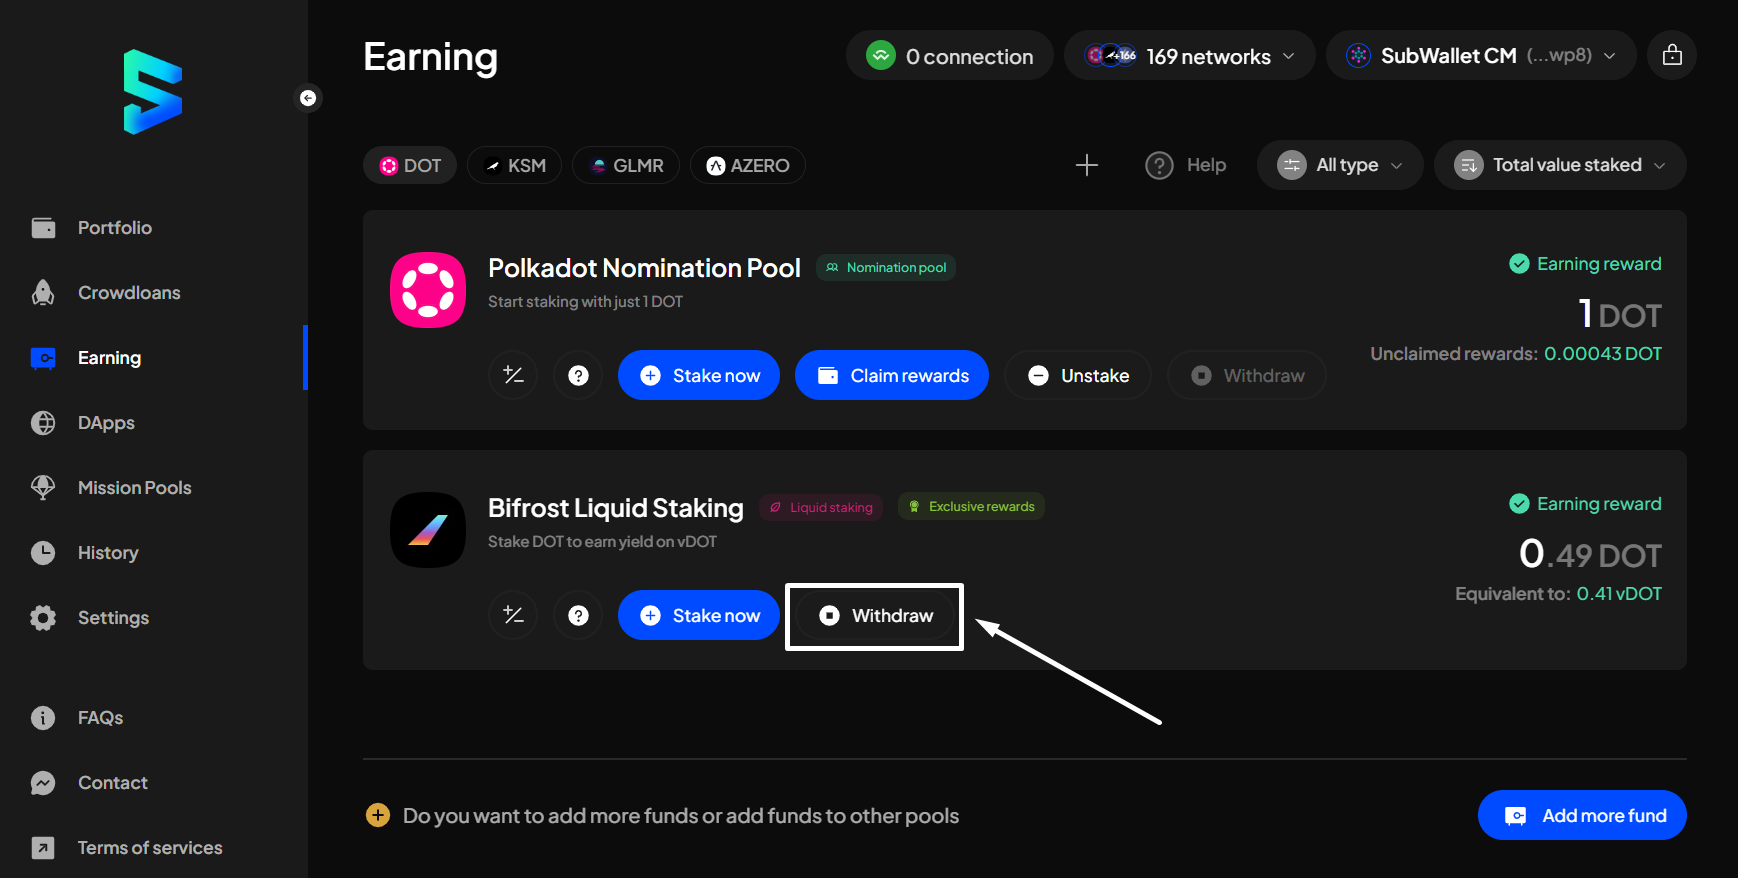 Earning
0 connection
+166 169 networks
SubWallet CM (...wp8)
DOT KSM GLMR AZERO
Help
All type
Total value staked
Portfolio
Crowdloans
Earning
DApps
Mission Pools
History
Settings
FAQs
Contact
Terms of services
Polkadot Nomination Pool Nomination pool
Start staking with just 1 DOT
Earning reward
1 DOT
Unclaimed rewards: 0.00043 DOT
Stake now Claim rewards Unstake Withdraw
Bifrost Liquid Staking Liquid staking Exclusive rewards
Stake DOT to earn yield on vDOT
Earning reward
0.49 DOT
Equivalent to: 0.41 vDOT
Stake now Withdraw
Do you want to add more funds or add funds to other pools
Add more fund